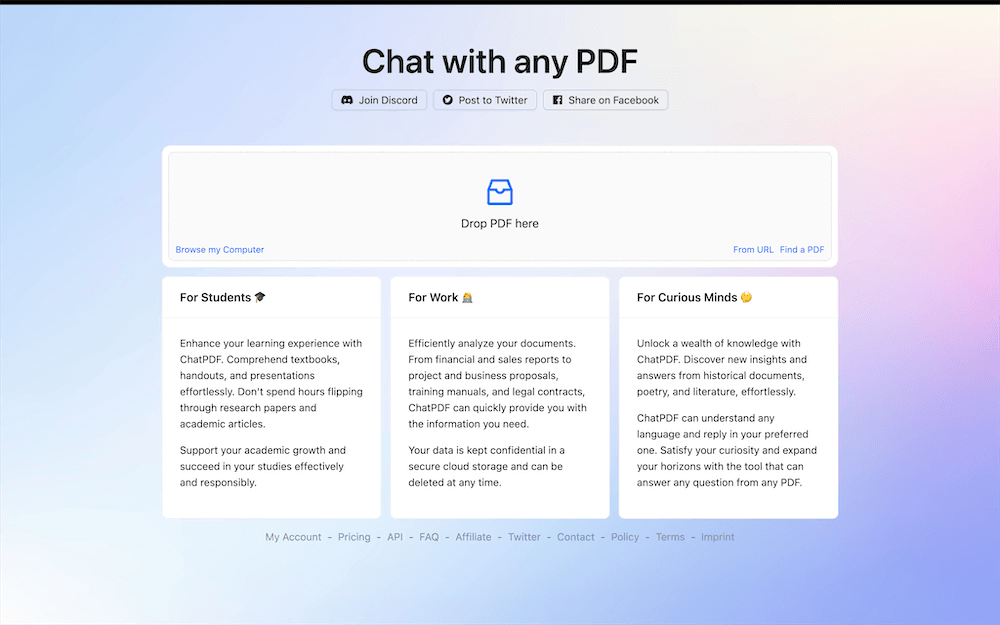 Chat with any PDF
Join Discord
Post to Twitter
Share on Facebook
Drop PDF here
Browse my Computer
From URL
Find a PDF
For Students 🎓
Enhance your learning experience with
ChatPDF. Comprehend textbooks,
handouts, and presentations
effortlessly. Don't spend hours flipping
through research papers and
academic articles.
Support your academic growth and
succeed in your studies effectively
and responsibly.
For Work
Efficiently analyze your documents.
From financial and sales reports to
project and business proposals,
training manuals, and legal contracts,
ChatPDF can quickly provide you with
the information you need.
Your data is kept confidential in a
secure cloud storage and can be
deleted at any time.
For Curious Minds
Unlock a wealth of knowledge with
ChatPDF. Discover new insights and
answers from historical documents,
poetry, and literature, effortlessly.
ChatPDF can understand any
language and reply in your preferred
one. Satisfy your curiosity and expand
your horizons with the tool that can
answer any question from any PDF.
My Account - Pricing - API - FAQ - Affiliate - Twitter - Contact - Policy - Terms - Imprint